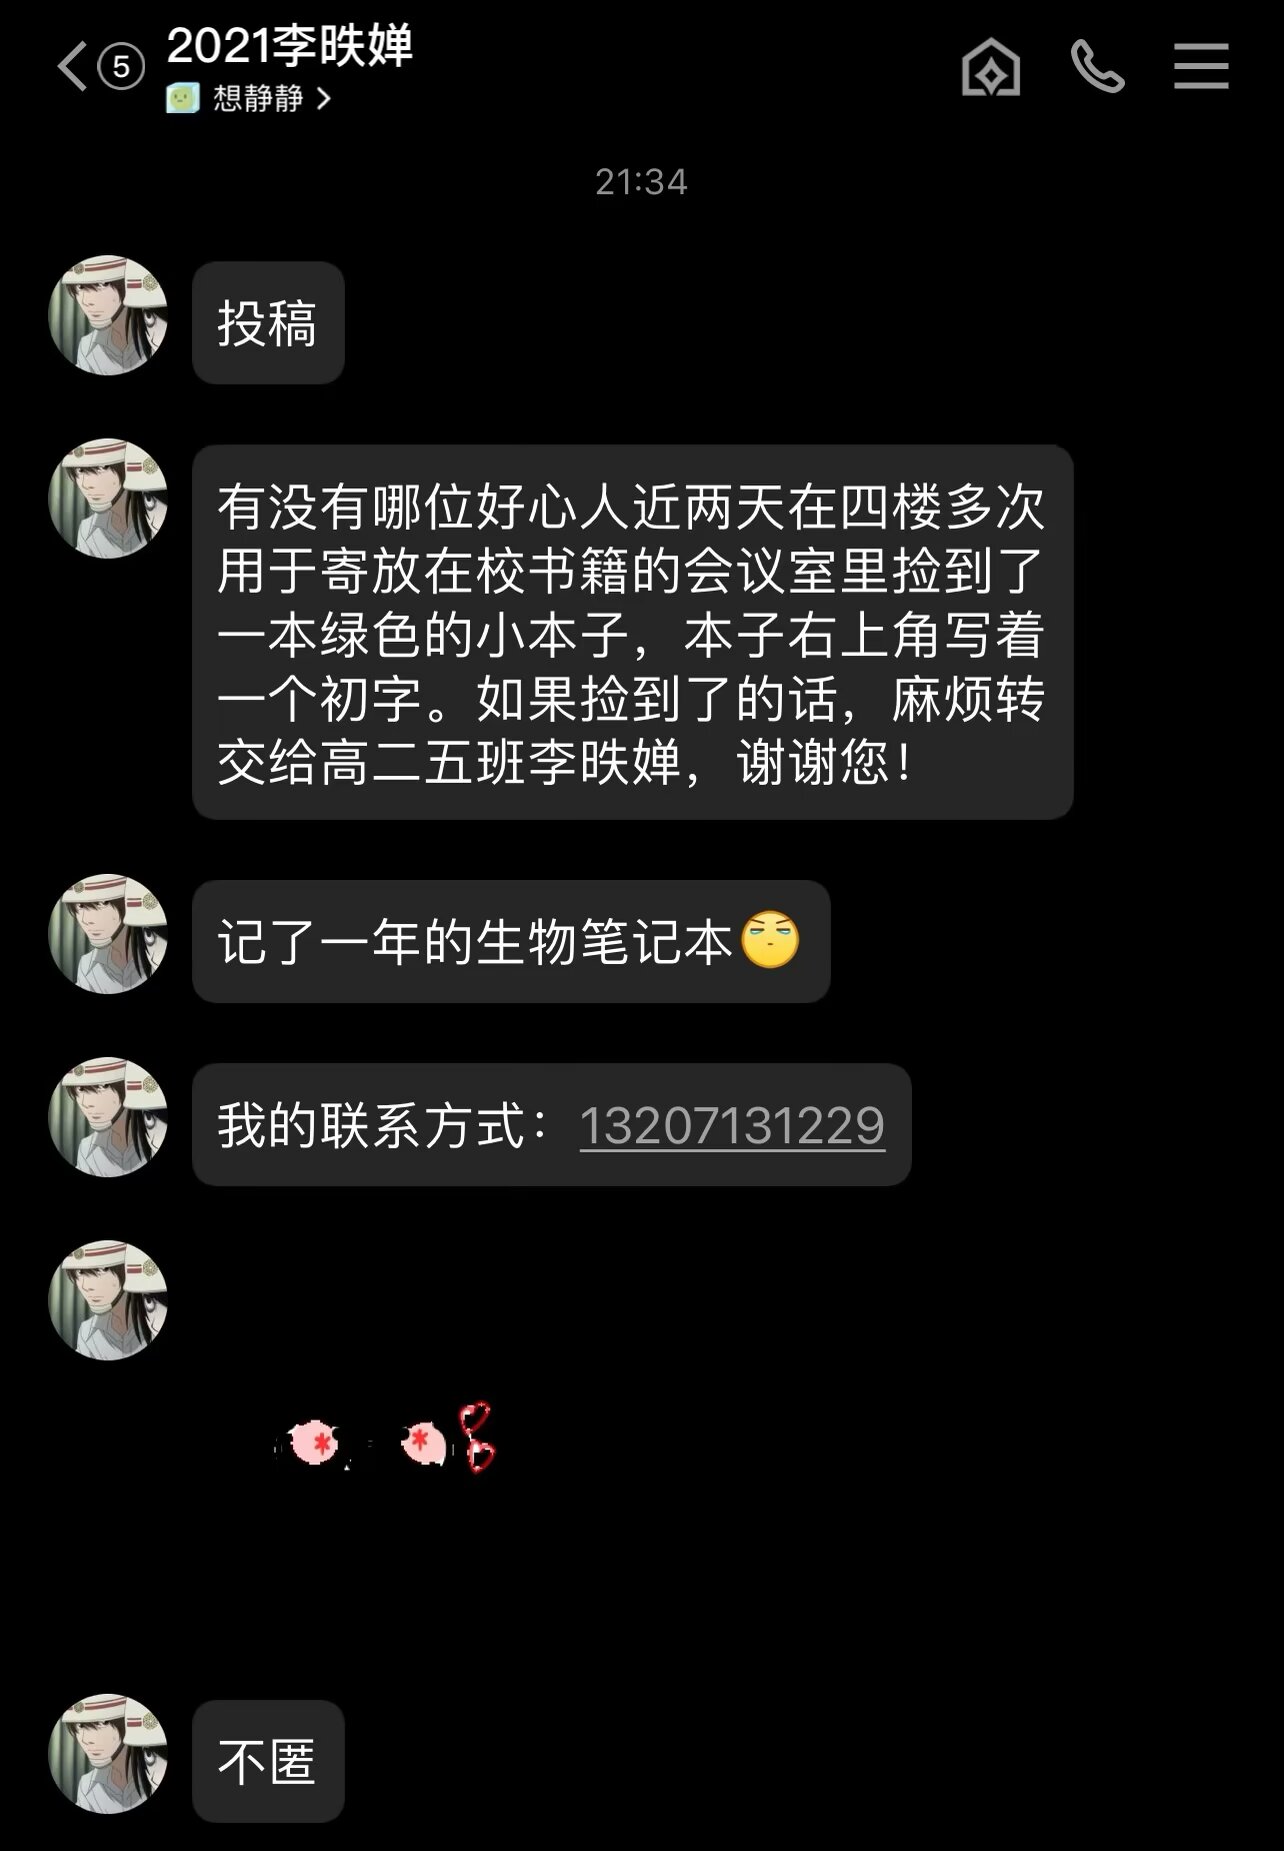 5
2021李昳婵
想静静
21:34
投稿
有没有哪位好心人近两天在四楼多次
用于寄放在校书籍的会议室里捡到了
一本绿色的小本子，本子右上角写着
一个初字。如果捡到了的话，麻烦转
交给高二五班李昳婵，谢谢您！
记了一年的生物笔记本
我的联系方式：13207131229
不匿